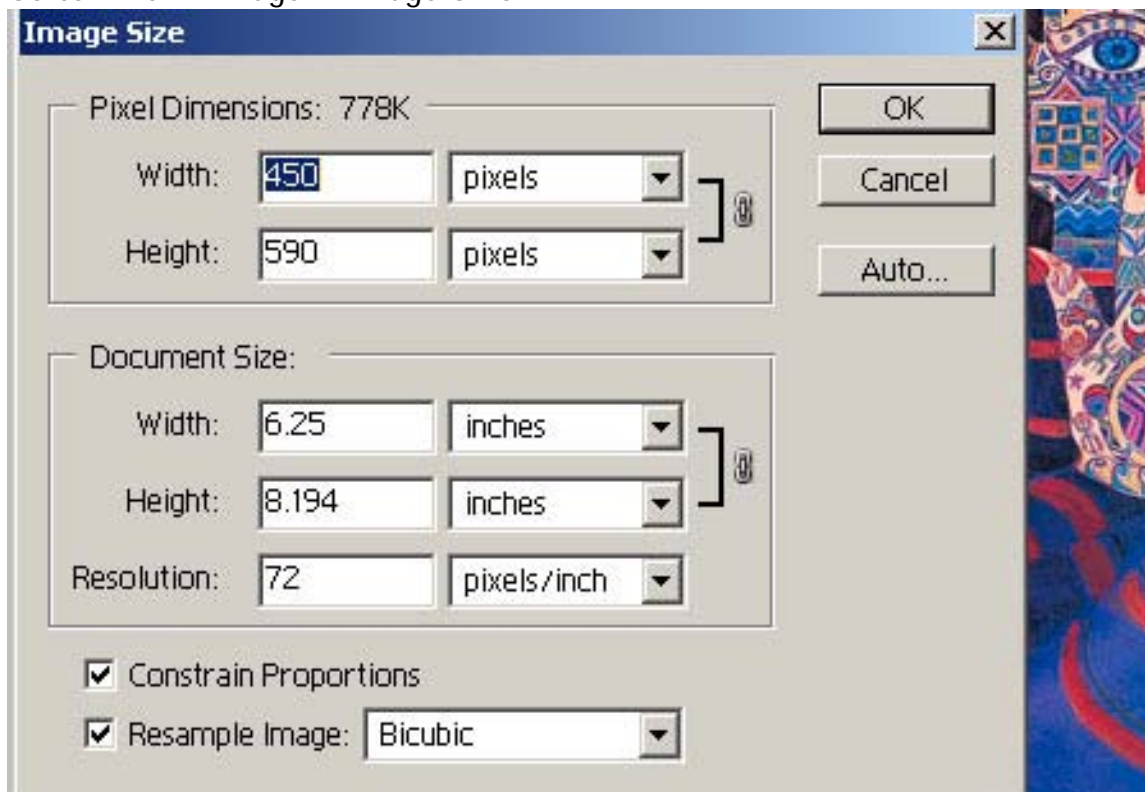 Image Size
Pixel Dimensions: 778K
Width: 450 pixels
Height: 590 pixels
OK
Cancel
Auto...
Document Size:
Width: 6.25 inches
Height: 8.194 inches
Resolution: 72 pixels/inch
Constrain Proportions
Resample Image: Bicubic